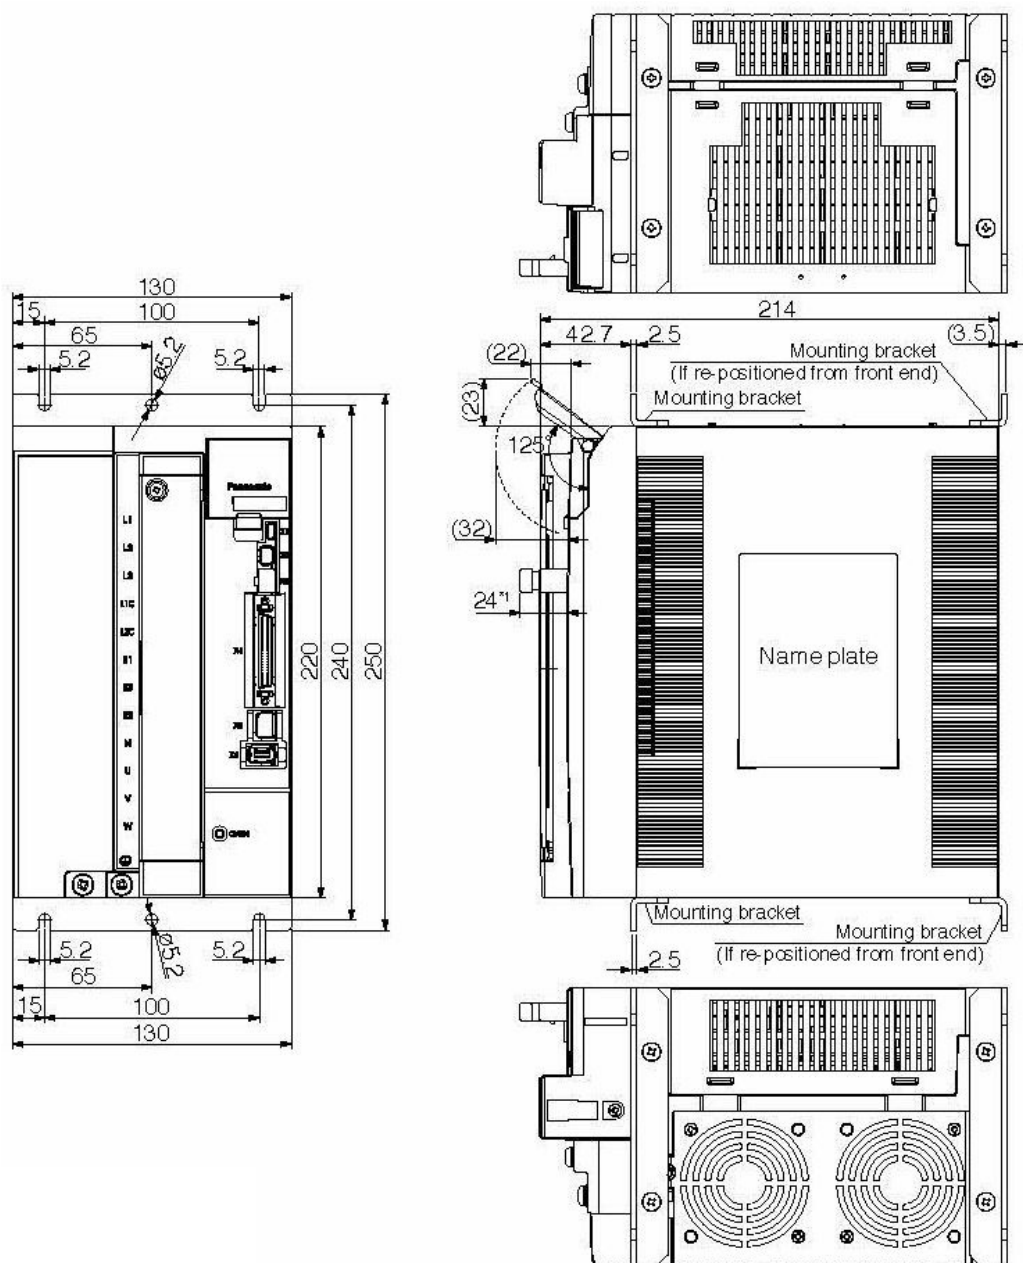 130
15
100
65
ø5.2
5.2
5.2
214
42.7
2.5
(3.5)
(22)
Mounting bracket
(If re-positioned from front end)
Mounting bracket
(23)
125°
Panasonic
L1
L2
L3
L1C
L2C
B1
B2
B3
N
U
V
W
X4
(32)
24*1
Name plate
220
240
250
OPEN
Mounting bracket
Mounting bracket
(If re-positioned from front end)
2.5
5.2
ø5.2
5.2
65
15
100
130